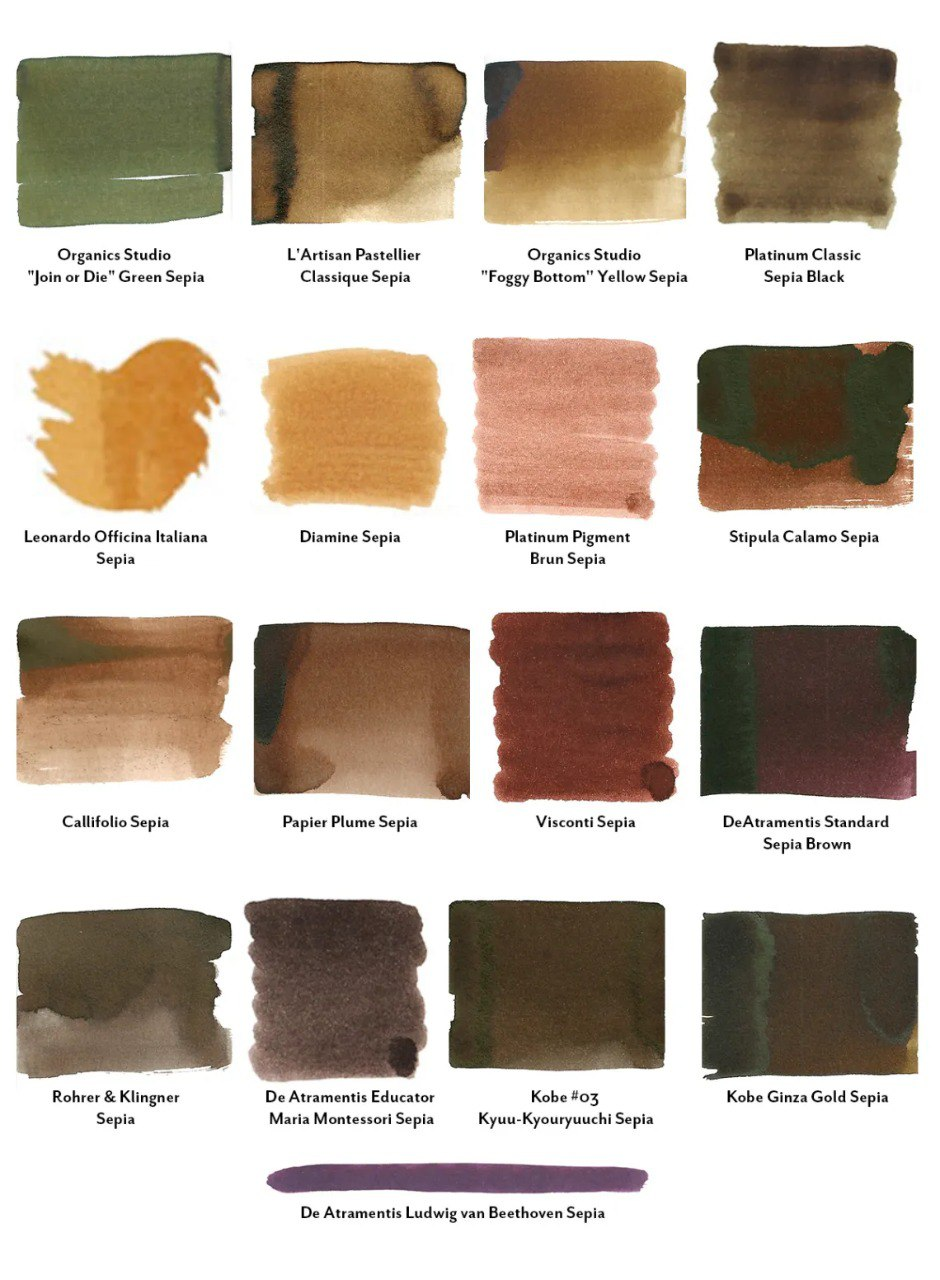 Organics Studio
"Join or Die" Green Sepia
L'Artisan Pastellier
Classique Sepia
Organics Studio
"Foggy Bottom" Yellow Sepia
Platinum Classic
Sepia Black
Leonardo Officina Italiana
Sepia
Diamine Sepia
Platinum Pigment
Brun Sepia
Stipula Calamo Sepia
Callifolio Sepia
Papier Plume Sepia
Visconti Sepia
DeAtramentis Standard
Sepia Brown
Rohrer & Klingner
Sepia
De Atramentis Educator
Maria Montessori Sepia
Kobe #03
Kyuu-Kyouryuuchi Sepia
Kobe Ginza Gold Sepia
De Atramentis Ludwig van Beethoven Sepia